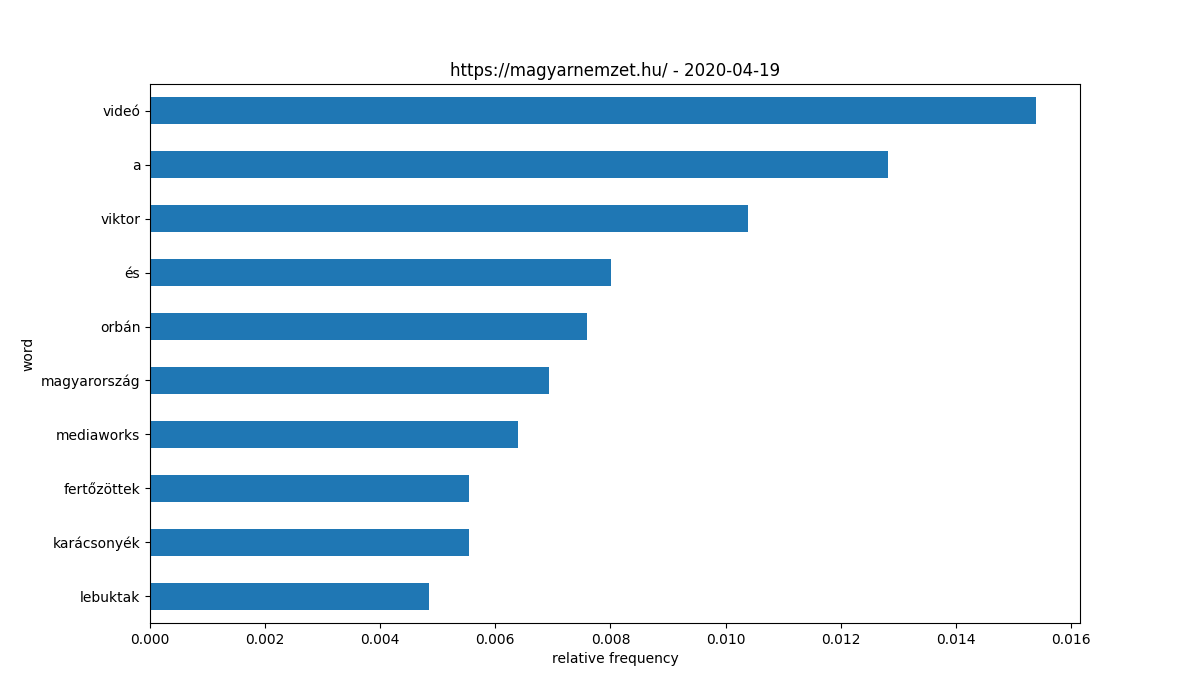 https://magyarnemzet.hu/ - 2020-04-19
word
videó
a
viktor
és
orbán
magyarország
mediaworks
fertőzöttek
karácsonyék
lebuktak
0.000 0.002 0.004 0.006 0.008 0.010 0.012 0.014 0.016
relative frequency